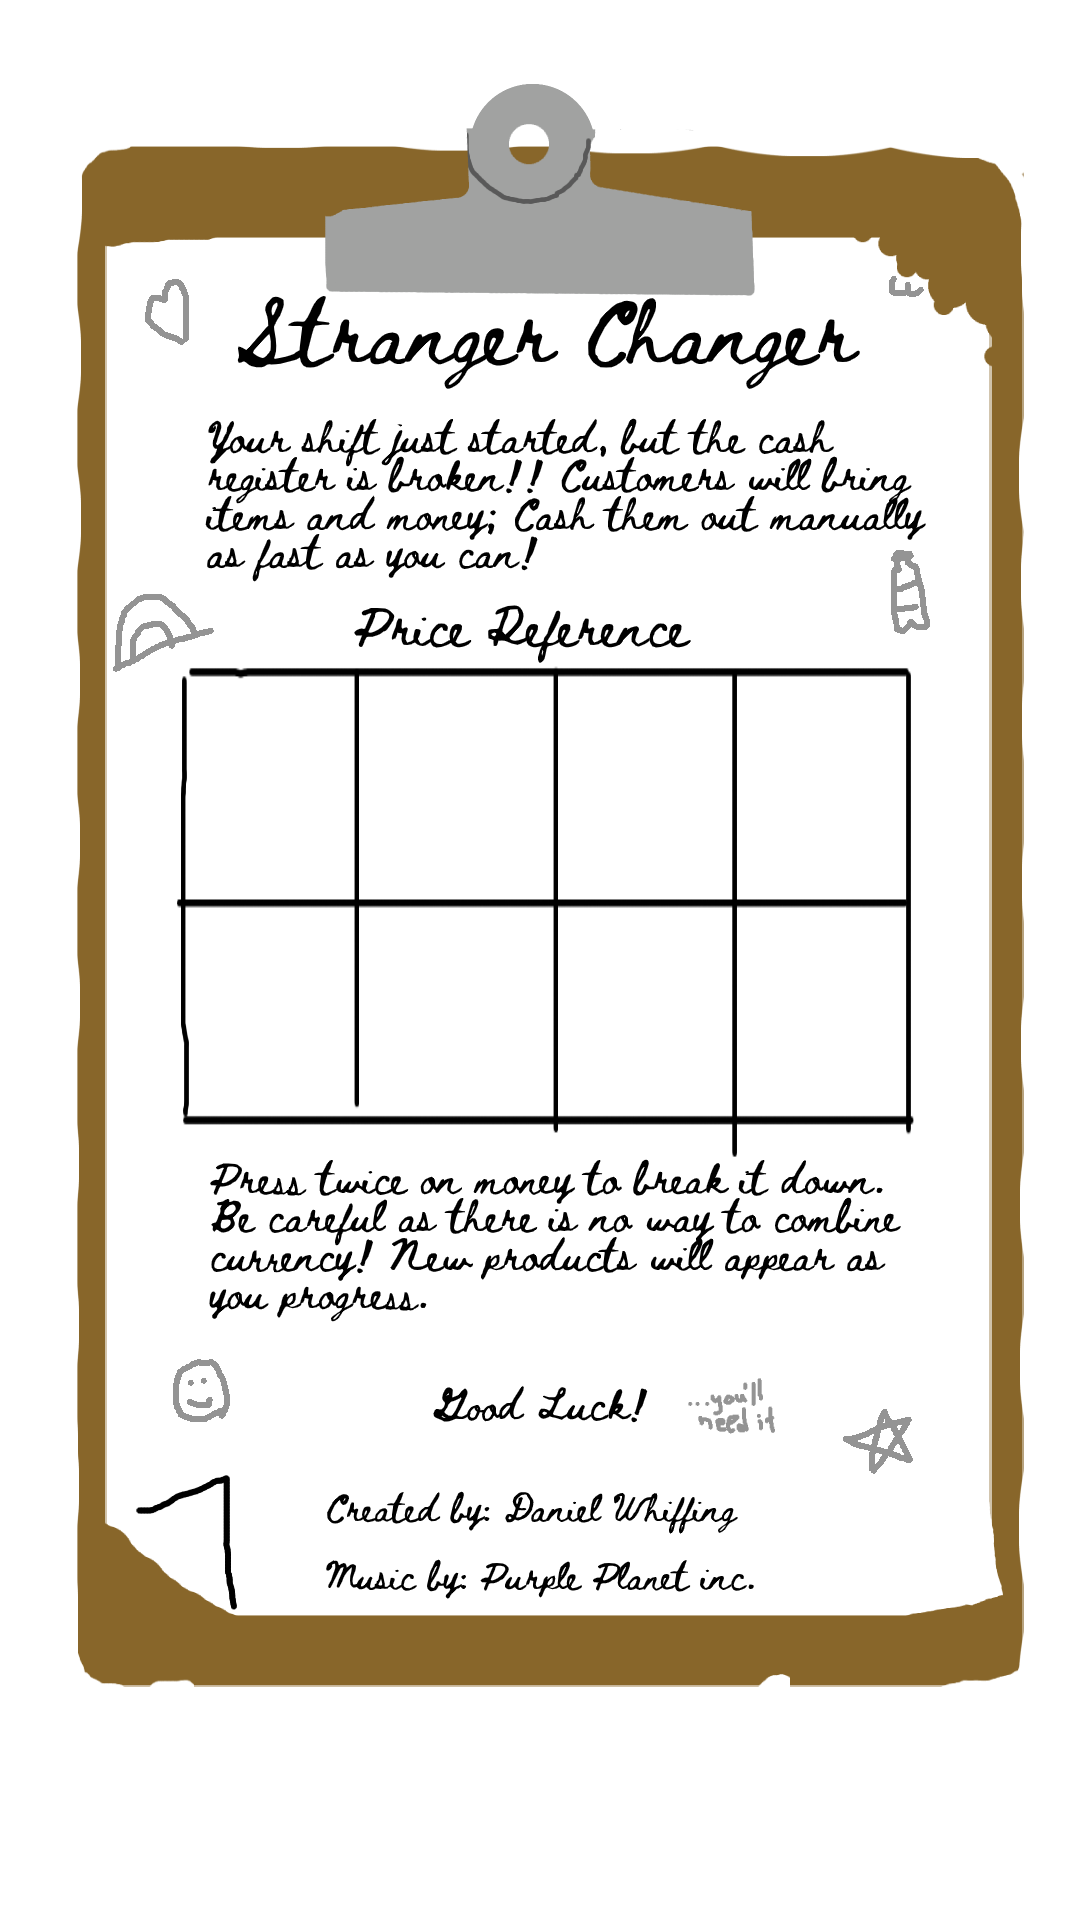 Stranger Changer
Your shift just started, but the cash
register is broken!! Customers will bring
items and money; Cash them out manually
as fast as you can!
Price Reference
Press twice on money to break it down.
Be careful as there is no way to combine
currency! New products will appear as
you progress.
Good Luck!
...you'll
need it
Created by: Daniel Whiffing
Music by: Purple Planet inc.